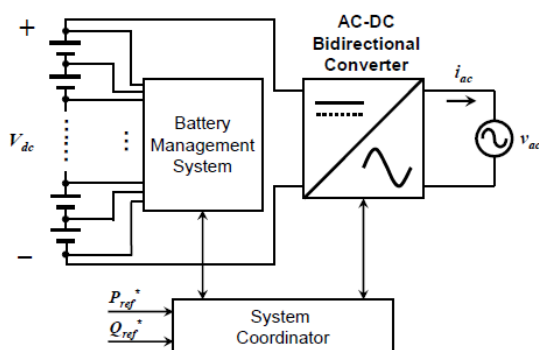 +
AC-DC
Bidirectional
Converter
i_ac
Battery
Management
System
V_dc
v_ac
−
P_ref*
Q_ref*
System
Coordinator